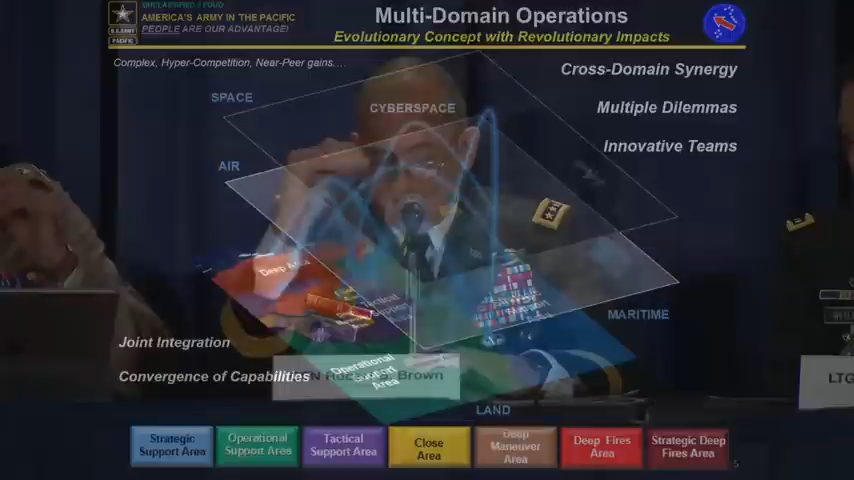 UNCLASSIFIED // FOUO
AMERICA'S ARMY IN THE PACIFIC
PEOPLE ARE OUR ADVANTAGE!
U.S. ARMY
PACIFIC
Multi-Domain Operations
Evolutionary Concept with Revolutionary Impacts
Complex, Hyper-Competition, Near-Peer gains....
Cross-Domain Synergy
Multiple Dilemmas
Innovative Teams
SPACE
CYBERSPACE
AIR
Deep Area
Tactical
Support
MARITIME
Joint Integration
Convergence of Capabilities
Operational
Support
Area
Brown
LTG
LAND
Strategic
Support Area
Operational
Support Area
Tactical
Support Area
Close
Area
Deep
Maneuver
Area
Deep Fires
Area
Strategic Deep
Fires Area
5